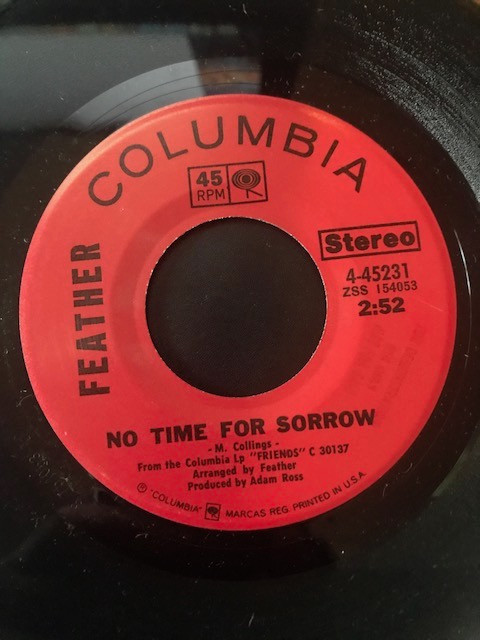 COLUMBIA
45
RPM
Stereo
4-45231
ZSS 154053
2:52
FEATHER
NO TIME FOR SORROW
- M. Collings -
From the Columbia Lp "FRIENDS" C 30137
Arranged by Feather
Produced by Adam Ross
© "COLUMBIA" MARCAS REG. PRINTED IN U.S.A.